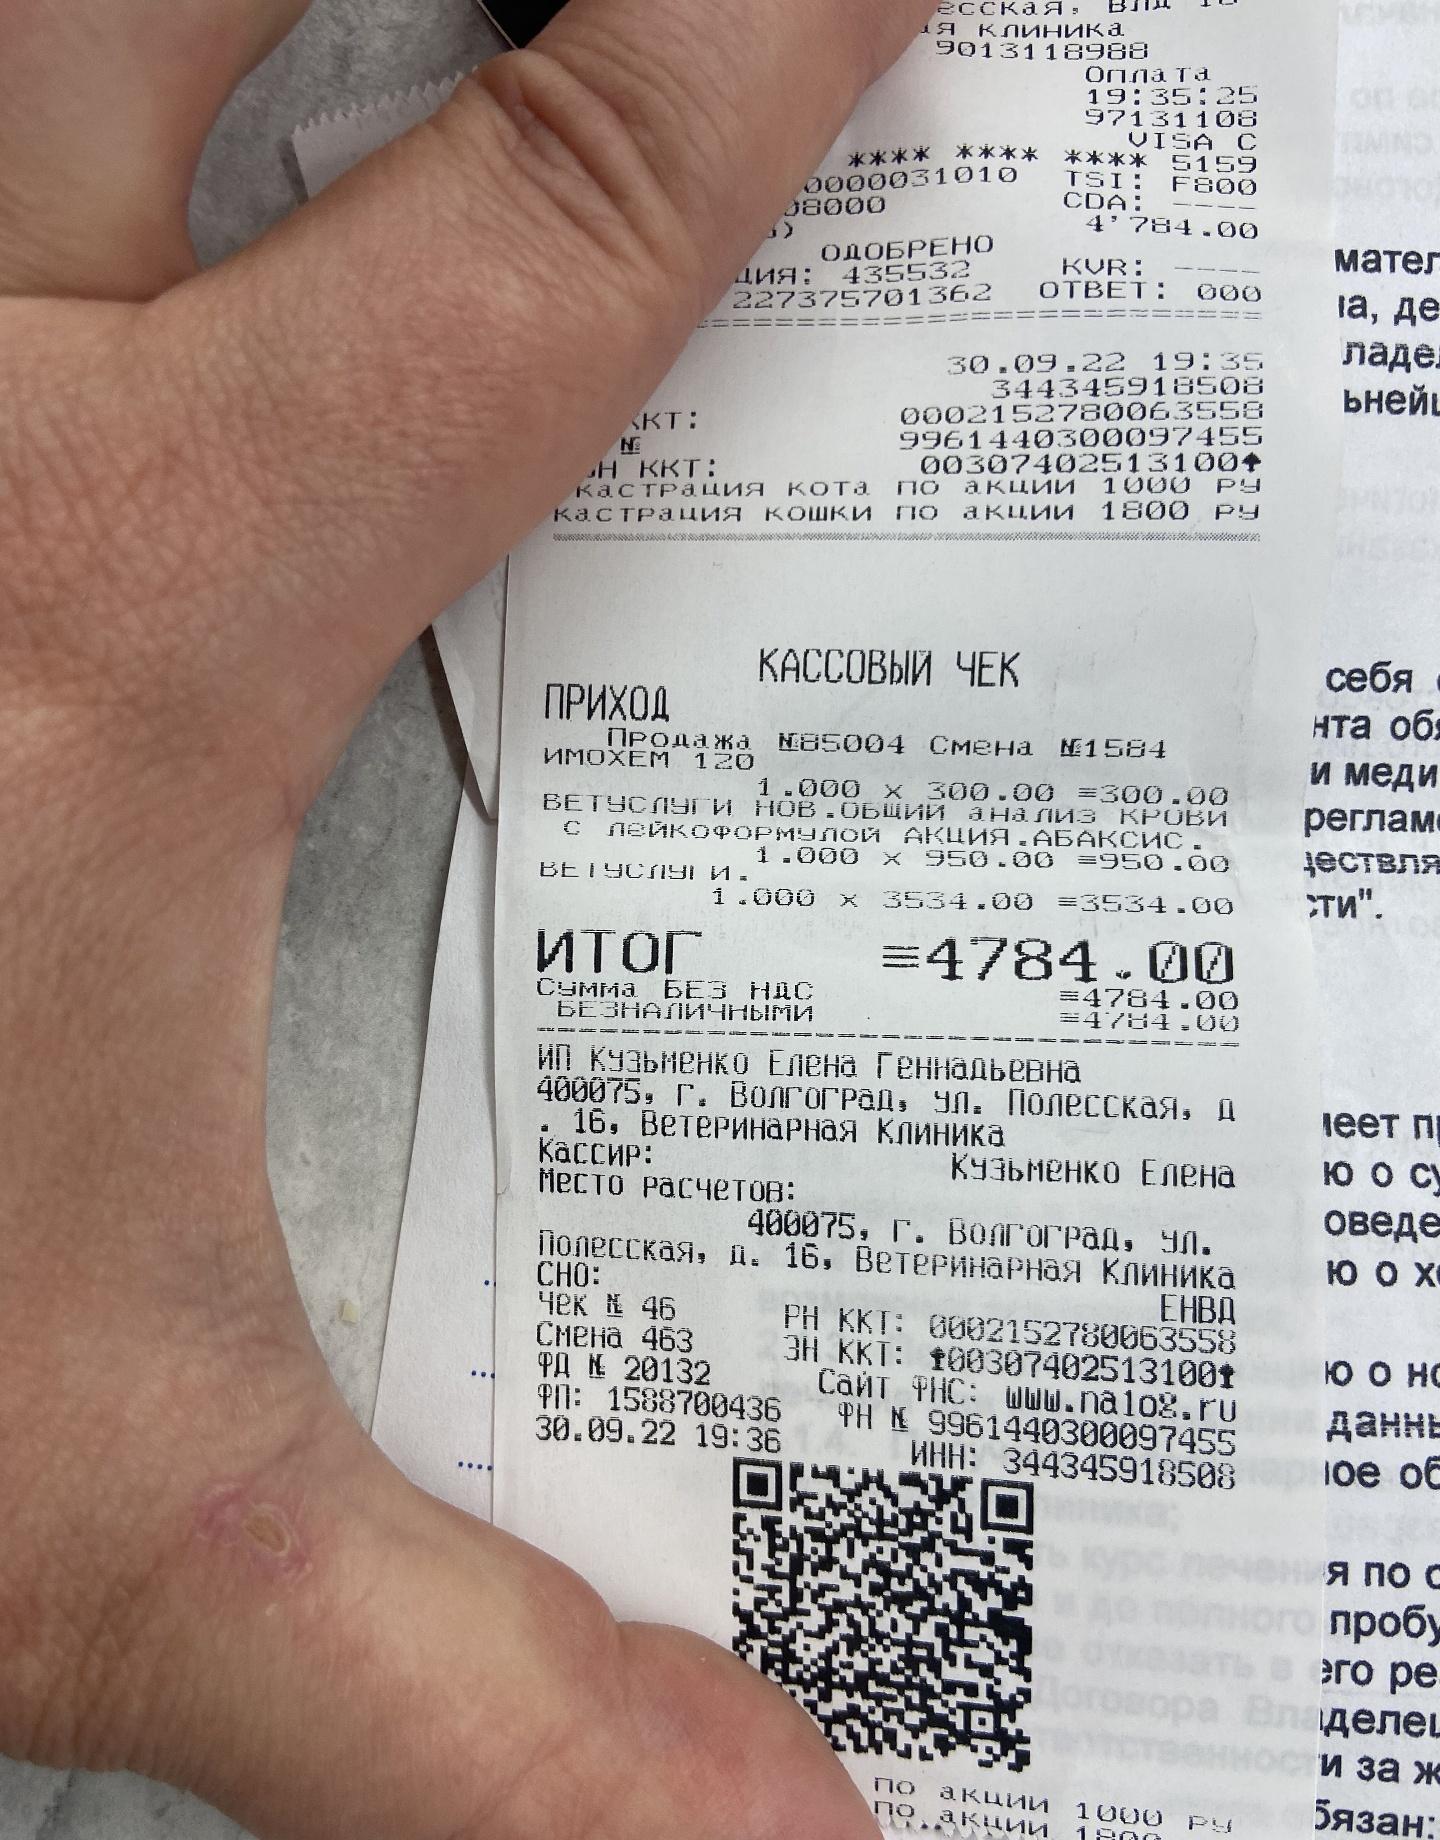 есская, Влд 16
я клиника
9013118988
Оплата
19:35:25
97131108
VISA C
**** **** **** 5159
0000031010 TSI: F800
08000 CDA: ----
4'784.00
ОДОБРЕНО
ция: 435532 KVR: ----
227375701362 ОТВЕТ: 000
30.09.22 19:35
344345918508
ККТ: 0002152780063558
№ 9961440300097455
ЗН ККТ: 00307402513100↑
кастрация кота по акции 1000 ру
кастрация кошки по акции 1800 ру
КАССОВЫЙ ЧЕК
ПРИХОД
Продажа №85004 Смена №1584
ИМОХЕМ 120
1.000 x 300.00 ≡300.00
ВЕТУСЛУГИ НОВ.ОБЩИЙ анализ КРОВИ
С ЛЕЙКОФОРМУЛОЙ АКЦИЯ.АБАКСИС.
1.000 x 950.00 ≡950.00
ВЕТУСЛУГИ.
1.000 x 3534.00 ≡3534.00
ИТОГ ≡4784.00
Сумма БЕЗ НДС ≡4784.00
БЕЗНАЛИЧНЫМИ ≡4784.00
ИП Кузьменко Елена Геннадьевна
400075, г. Волгоград, ул. Полесская, д
. 16, Ветеринарная Клиника
Кассир: Кузьменко Елена
Место расчетов:
400075, г. Волгоград, ул.
Полесская, д. 16, Ветеринарная Клиника
СНО: ЕНВД
Чек № 46 РН ККТ: 0002152780063558
Смена 463 ЗН ККТ: ↑00307402513100↑
ФД № 20132 Сайт ФНС: www.nalog.ru
ФП: 1588700436 ФН № 9961440300097455
30.09.22 19:36 ИНН: 344345918508
по акции 1000 ру
по акции 1800
мател
на, де
ладел
ьнейш
себя
нта обя
и меди
регламе
ществля
сти".
меет п
ю о су
оведе
ю о х
ю о но
данны
ное об
я по
пробу
его ре
делец
и за ж
бязан: